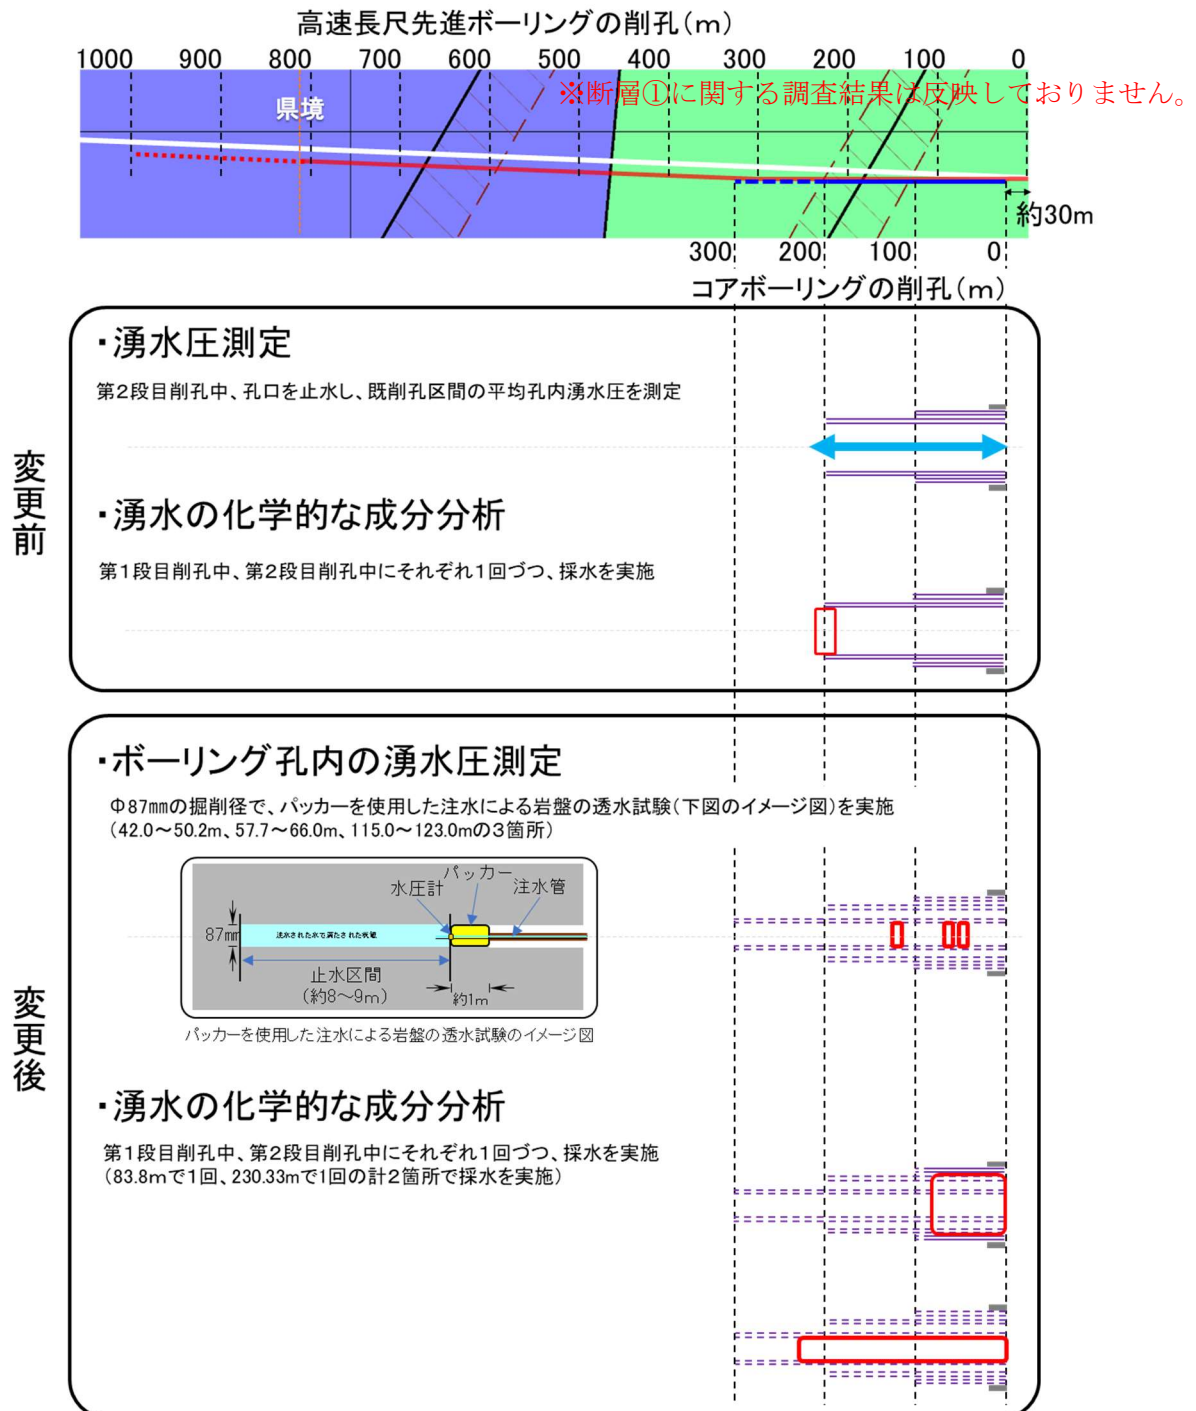 高速長尺先進ボーリングの削孔(m)
1000 900 800 700 600 500 400 300 200 100 0
※断層①に関する調査結果は反映しておりません。
県境
約30m
300 200 100 0
コアボーリングの削孔(m)
変更前
・湧水圧測定
第2段目削孔中、孔口を止水し、既削孔区間の平均孔内湧水圧を測定
・湧水の化学的な成分分析
第1段目削孔中、第2段目削孔中にそれぞれ1回づつ、採水を実施
変更後
・ボーリング孔内の湧水圧測定
Φ87㎜の掘削径で、パッカーを使用した注水による岩盤の透水試験(下図のイメージ図)を実施
(42.0~50.2m、57.7~66.0m、115.0~123.0mの3箇所)
水圧計 パッカー 注水管
87㎜
注水された水で満たされた状態
止水区間
(約8~9m)
約1m
パッカーを使用した注水による岩盤の透水試験のイメージ図
・湧水の化学的な成分分析
第1段目削孔中、第2段目削孔中にそれぞれ1回づつ、採水を実施
(83.8mで1回、230.33mで1回の計2箇所で採水を実施)